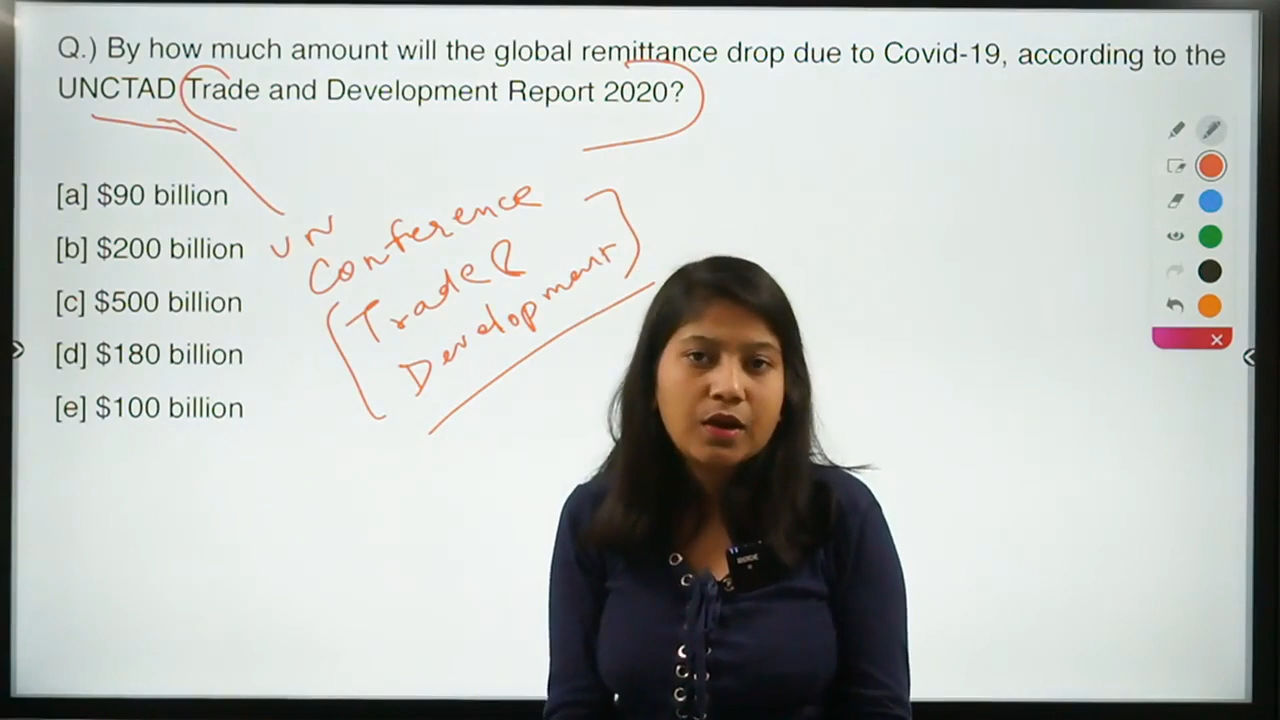 Q.) By how much amount will the global remittance drop due to Covid-19, according to the
UNCTAD Trade and Development Report 2020?
[a] $90 billion
[b] $200 billion
[c] $500 billion
[d] $180 billion
[e] $100 billion
UN
Conference
Trade &
Development